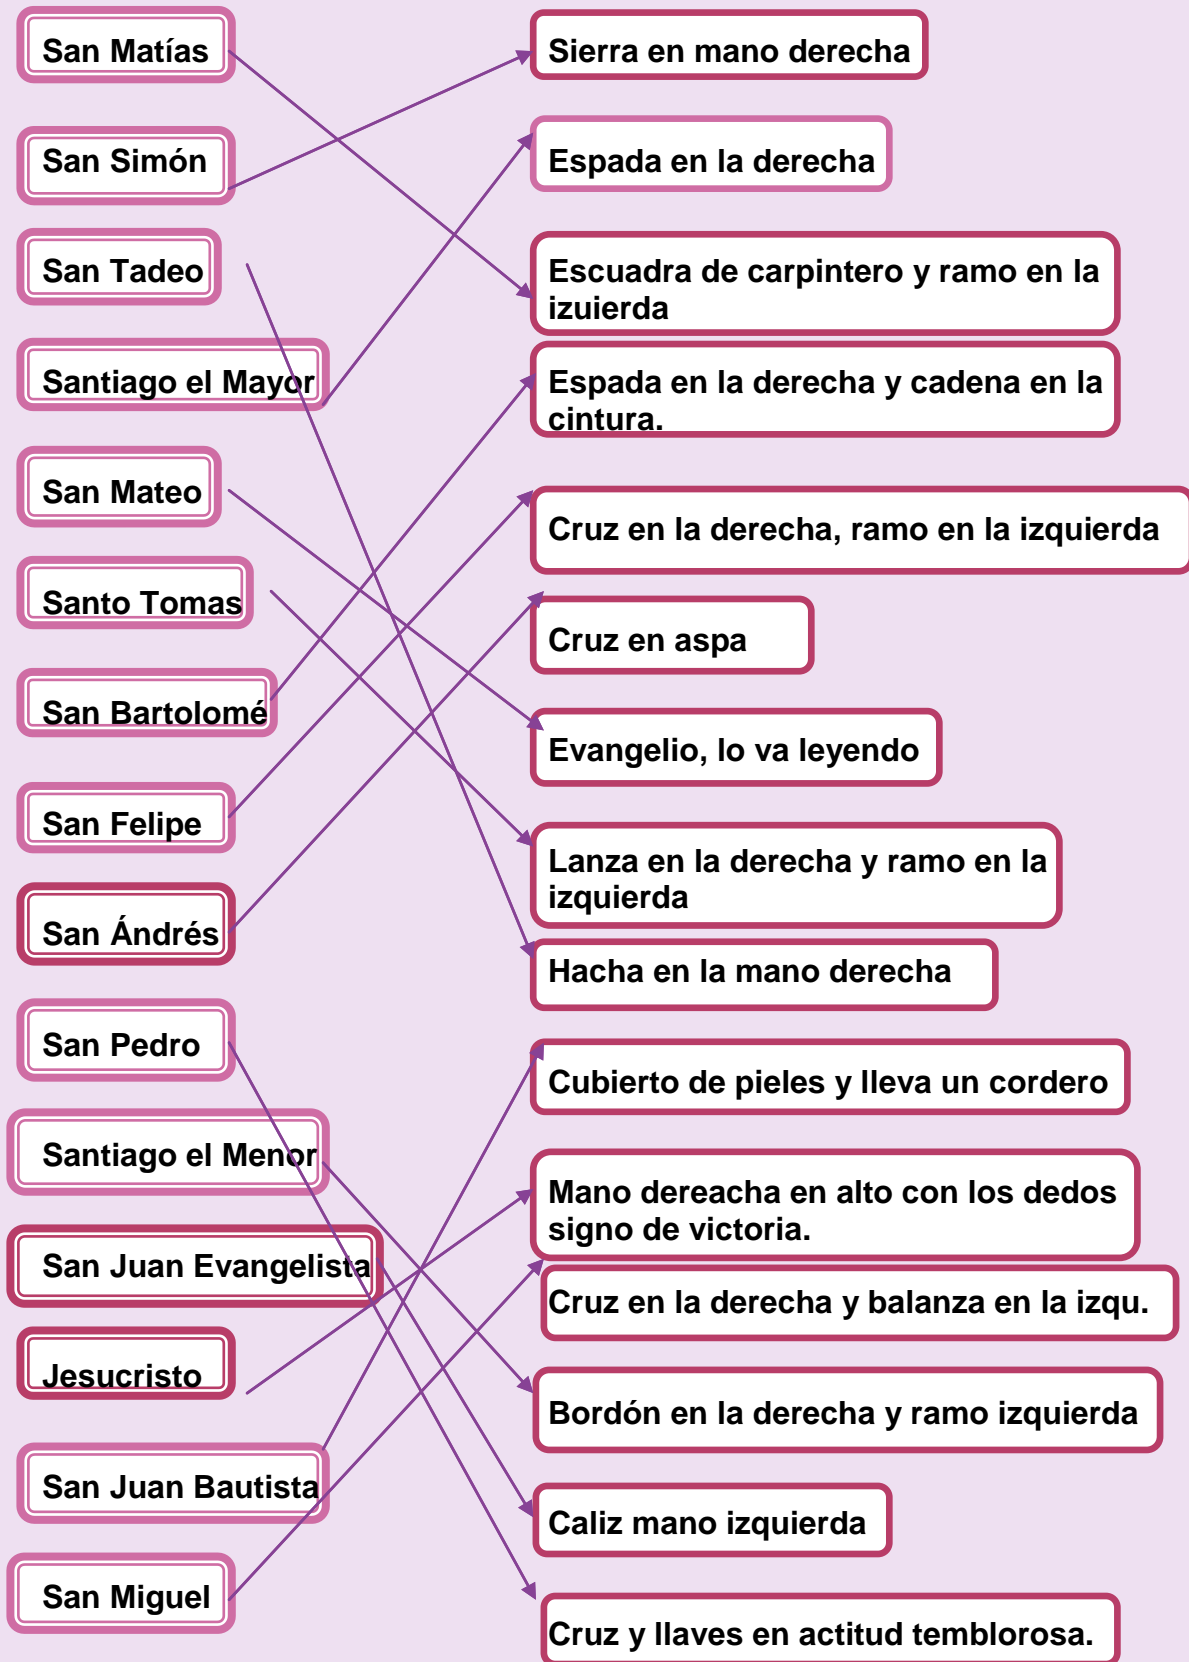 San Matías
Sierra en mano derecha
San Simón
Espada en la derecha
San Tadeo
Escuadra de carpintero y ramo en la
izuierda
Santiago el Mayor
Espada en la derecha y cadena en la
cintura.
San Mateo
Cruz en la derecha, ramo en la izquierda
Santo Tomas
Cruz en aspa
San Bartolomé
Evangelio, lo va leyendo
San Felipe
Lanza en la derecha y ramo en la
izquierda
San Ándrés
Hacha en la mano derecha
San Pedro
Cubierto de pieles y lleva un cordero
Santiago el Menor
Mano dereacha en alto con los dedos
signo de victoria.
San Juan Evangelista
Cruz en la derecha y balanza en la izqu.
Jesucristo
Bordón en la derecha y ramo izquierda
San Juan Bautista
Caliz mano izquierda
San Miguel
Cruz y llaves en actitud temblorosa.